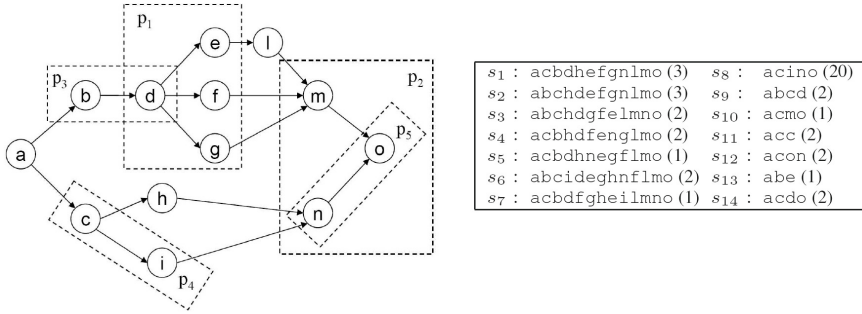 p1
e
l
p3
b
d
f
m
p2
g
a
p5
o
c
h
n
i
p4
s1 : acbdhefgnlmo (3) s8 : acino (20)
s2 : abchdefgnlmo (3) s9 : abcd (2)
s3 : abchdgfelmno (2) s10 : acmo (1)
s4 : acbhdfenglmo (2) s11 : acc (2)
s5 : acbdhnegflmo (1) s12 : acon (2)
s6 : abcideghnflmo (2) s13 : abe (1)
s7 : acbdfgheilmno (1) s14 : acdo (2)